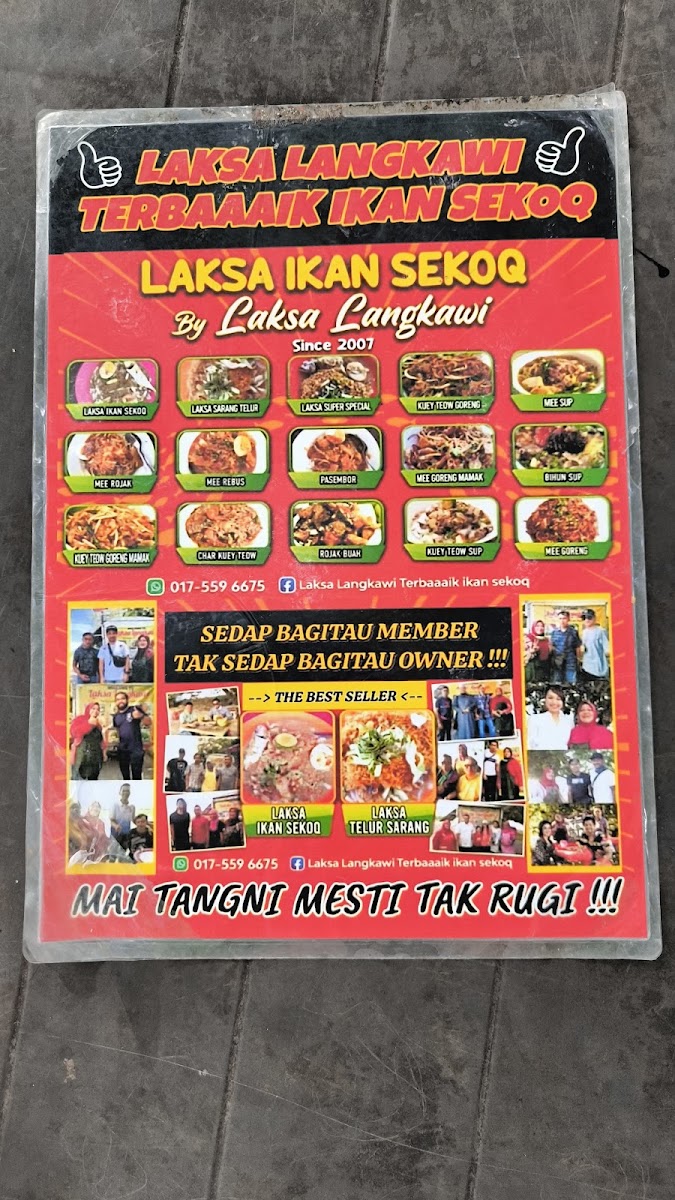 LAKSA LANGKAWI
TERBAAAIK IKAN SEKOQ
LAKSA IKAN SEKOQ
By Laksa Langkawi
Since 2007
LAKSA IKAN SEKOQ
LAKSA SARANG TELUR
LAKSA SUPER SPECIAL
KUEY TEOW GORENG
MEE SUP
MEE ROJAK
MEE REBUS
PASEMBOR
MEE GORENG MAMAK
BIHUN SUP
KUEY TEOW GORENG MAMAK
CHAR KUEY TEOW
ROJAK BUAH
KUEY TEOW SUP
MEE GORENG
017-559 6675 Laksa Langkawi Terbaaaik ikan sekoq
SEDAP BAGITAU MEMBER
TAK SEDAP BAGITAU OWNER !!!
--> THE BEST SELLER <--
LAKSA
IKAN SEKOQ
LAKSA
TELUR SARANG
017-559 6675 Laksa Langkawi Terbaaaik ikan sekoq
MAI TANGNI MESTI TAK RUGI !!!